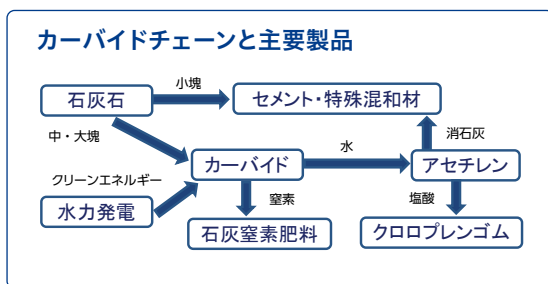 カーバイドチェーンと主要製品
小塊
石灰石
セメント・特殊混和材
中・大塊
水
消石灰
カーバイド
アセチレン
クリーンエネルギー
窒素
塩酸
水力発電
石灰窒素肥料
クロロプレンゴム